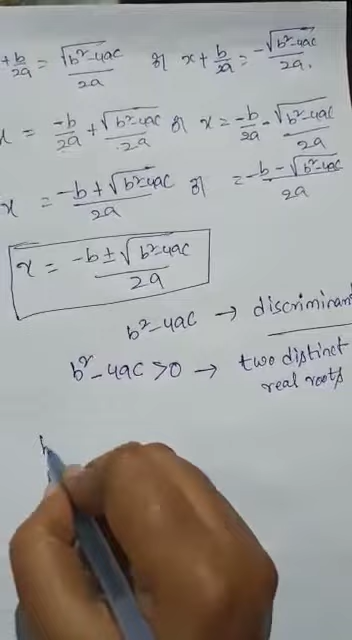 +b/2a = √(b²-4ac)/2a or x + b/2a = -√(b²-4ac)/2a.
x = -b/2a + √(b²-4ac)/2a or x = -b/2a - √(b²-4ac)/2a
x = (-b + √(b²-4ac))/2a or = (-b - √(b²-4ac))/2a
x = (-b ± √(b²-4ac))/2a
b²-4ac → discriminan
b²-4ac >0 → two distinct
real roots